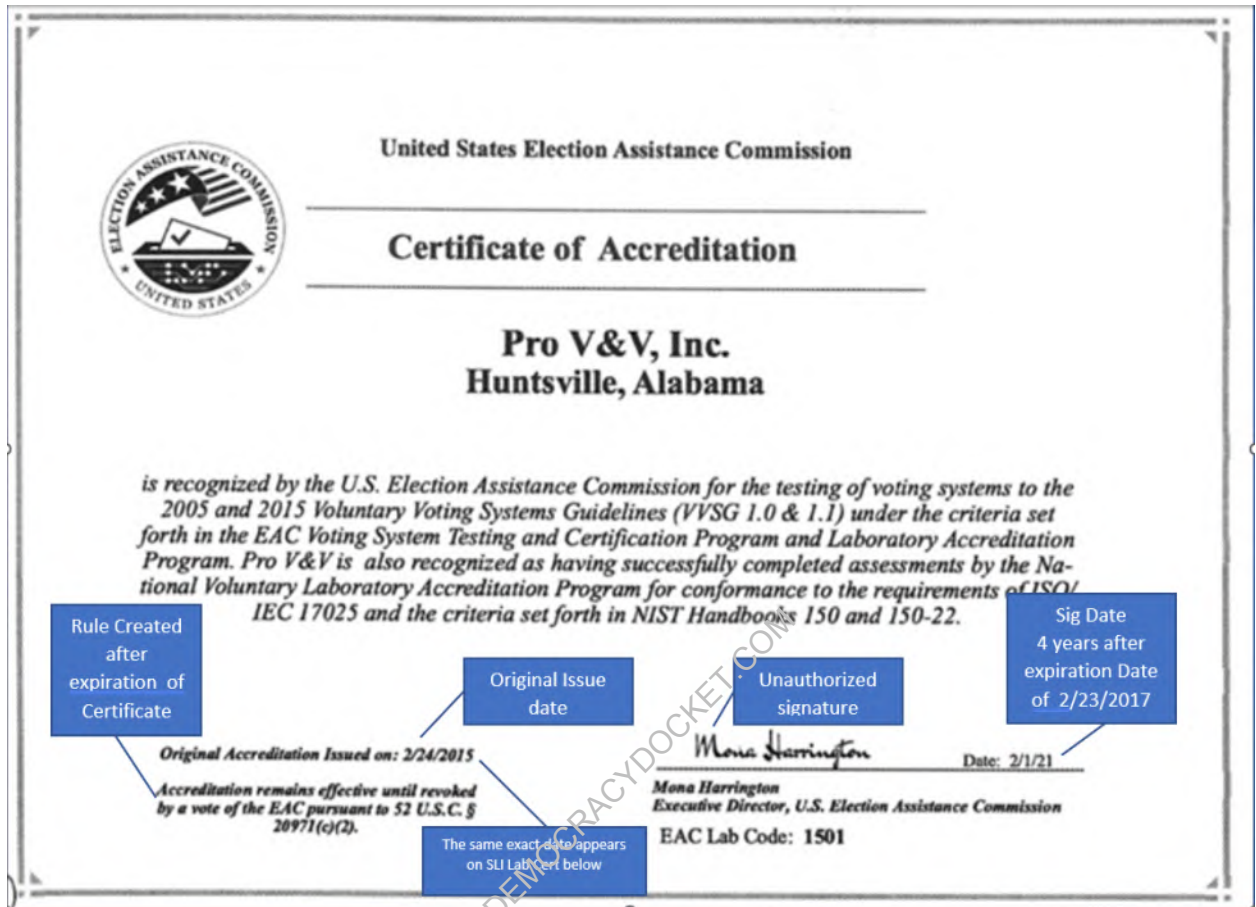 United States Election Assistance Commission
ELECTION ASSISTANCE COMMISSION
UNITED STATES
Certificate of Accreditation
Pro V&V, Inc.
Huntsville, Alabama
is recognized by the U.S. Election Assistance Commission for the testing of voting systems to the
2005 and 2015 Voluntary Voting Systems Guidelines (VVSG 1.0 & 1.1) under the criteria set
forth in the EAC Voting System Testing and Certification Program and Laboratory Accreditation
Program. Pro V&V is also recognized as having successfully completed assessments by the Na-
tional Voluntary Laboratory Accreditation Program for conformance to the requirements of ISO/
IEC 17025 and the criteria set forth in NIST Handbooks 150 and 150-22.
Rule Created
after
expiration of
Certificate
Original Issue
date
Unauthorized
signature
Sig Date
4 years after
expiration Date
of 2/23/2017
Original Accreditation Issued on: 2/24/2015
Accreditation remains effective until revoked
by a vote of the EAC pursuant to 52 U.S.C. §
20971(c)(2).
The same exact date appears
on SLI Lab cert below
Mona Harrington
Date: 2/1/21
Mona Harrington
Executive Director, U.S. Election Assistance Commission
EAC Lab Code: 1501
DEMOCRACYDOCKET.COM